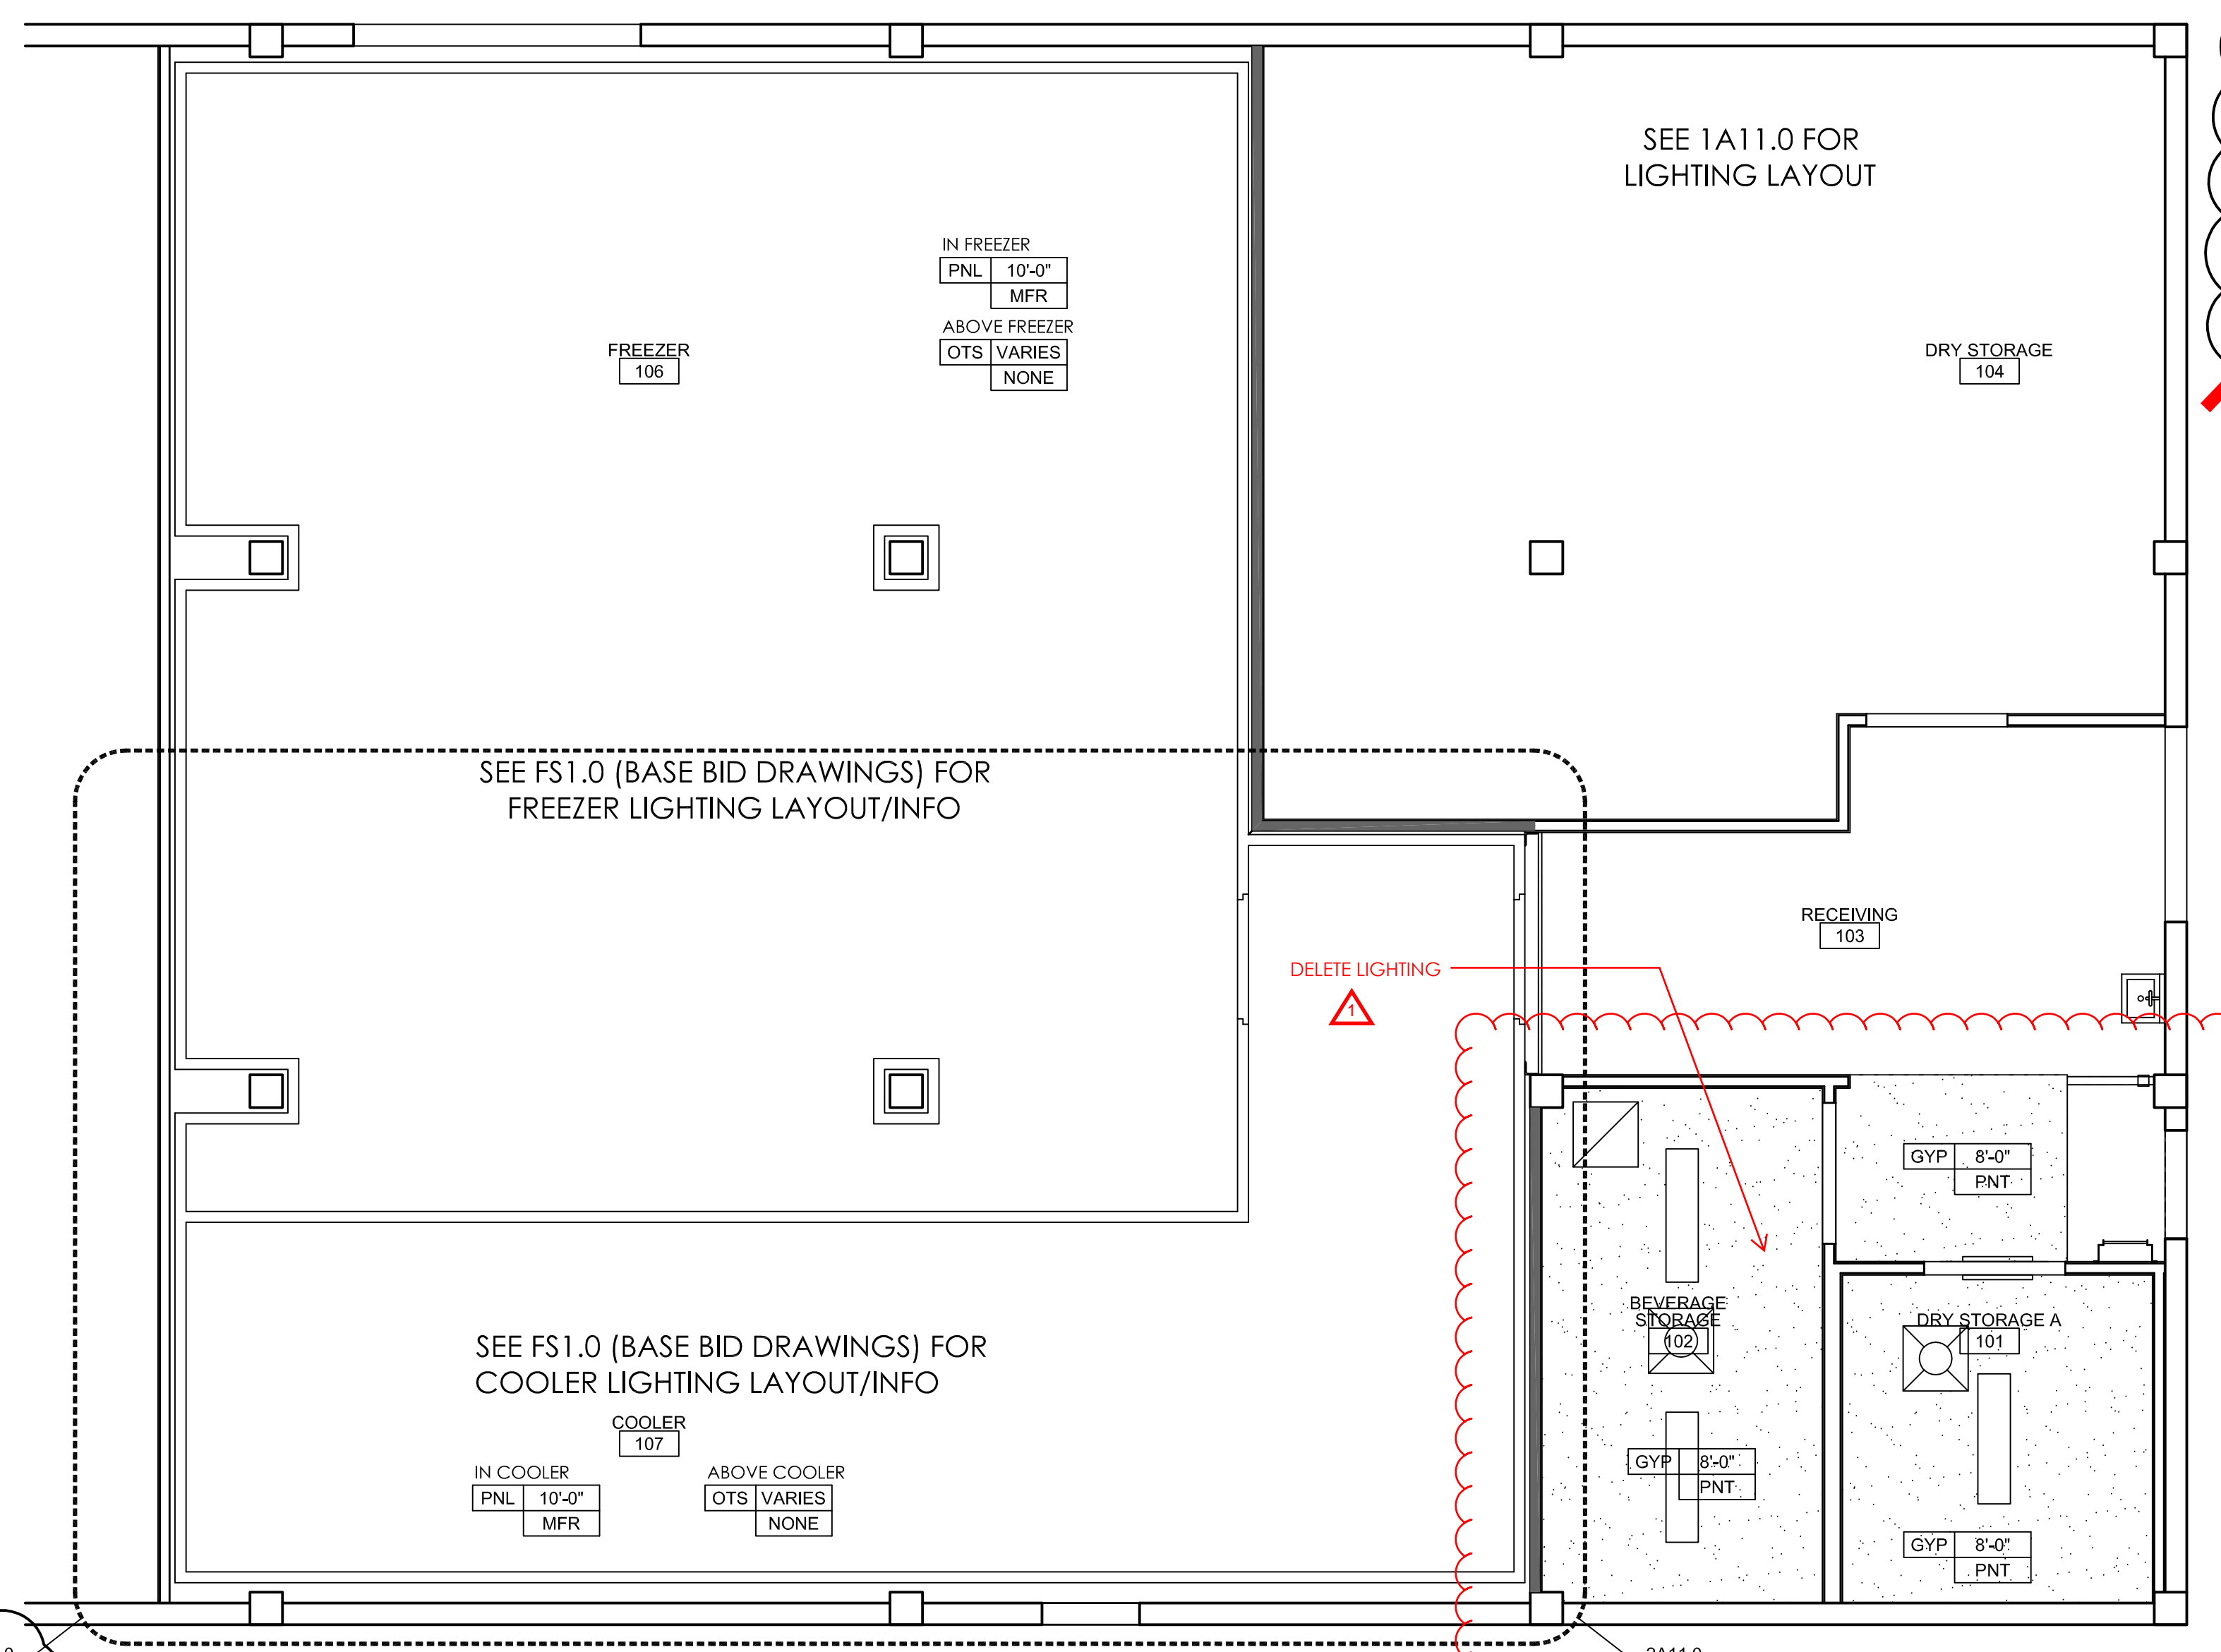 SEE 1A11.0 FOR
LIGHTING LAYOUT
IN FREEZER
PNL 10'-0"
MFR
ABOVE FREEZER
OTS VARIES
NONE
FREEZER
106
DRY STORAGE
104
SEE FS1.0 (BASE BID DRAWINGS) FOR
FREEZER LIGHTING LAYOUT/INFO
RECEIVING
103
DELETE LIGHTING
1
GYP 8'-0"
PNT
BEVERAGE
STORAGE
102
DRY STORAGE A
101
SEE FS1.0 (BASE BID DRAWINGS) FOR
COOLER LIGHTING LAYOUT/INFO
COOLER
107
IN COOLER
PNL 10'-0"
MFR
ABOVE COOLER
OTS VARIES
NONE
GYP 8'-0"
PNT
GYP 8'-0"
PNT
2A11.0